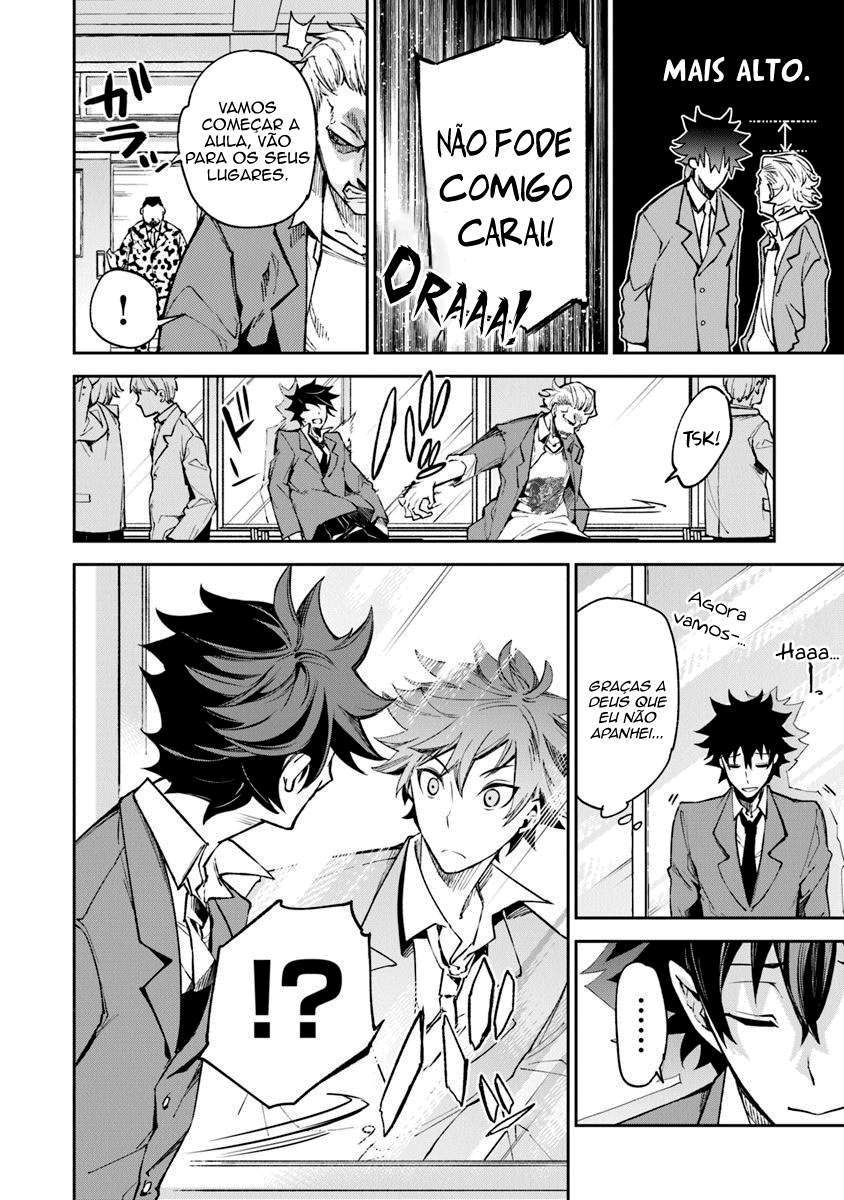 MAIS ALTO.
NÃO FODE
COMIGO
CARAI!
ORAAA!
VAMOS
COMEÇAR A
AULA, VÃO
PARA OS SEUS
LUGARES.
ガラッ
!
TSK!
ドン
Agora
vamos-...
Haaa...
GRAÇAS A
DEUS QUE
EU NÃO
APANHEI...
......
!?